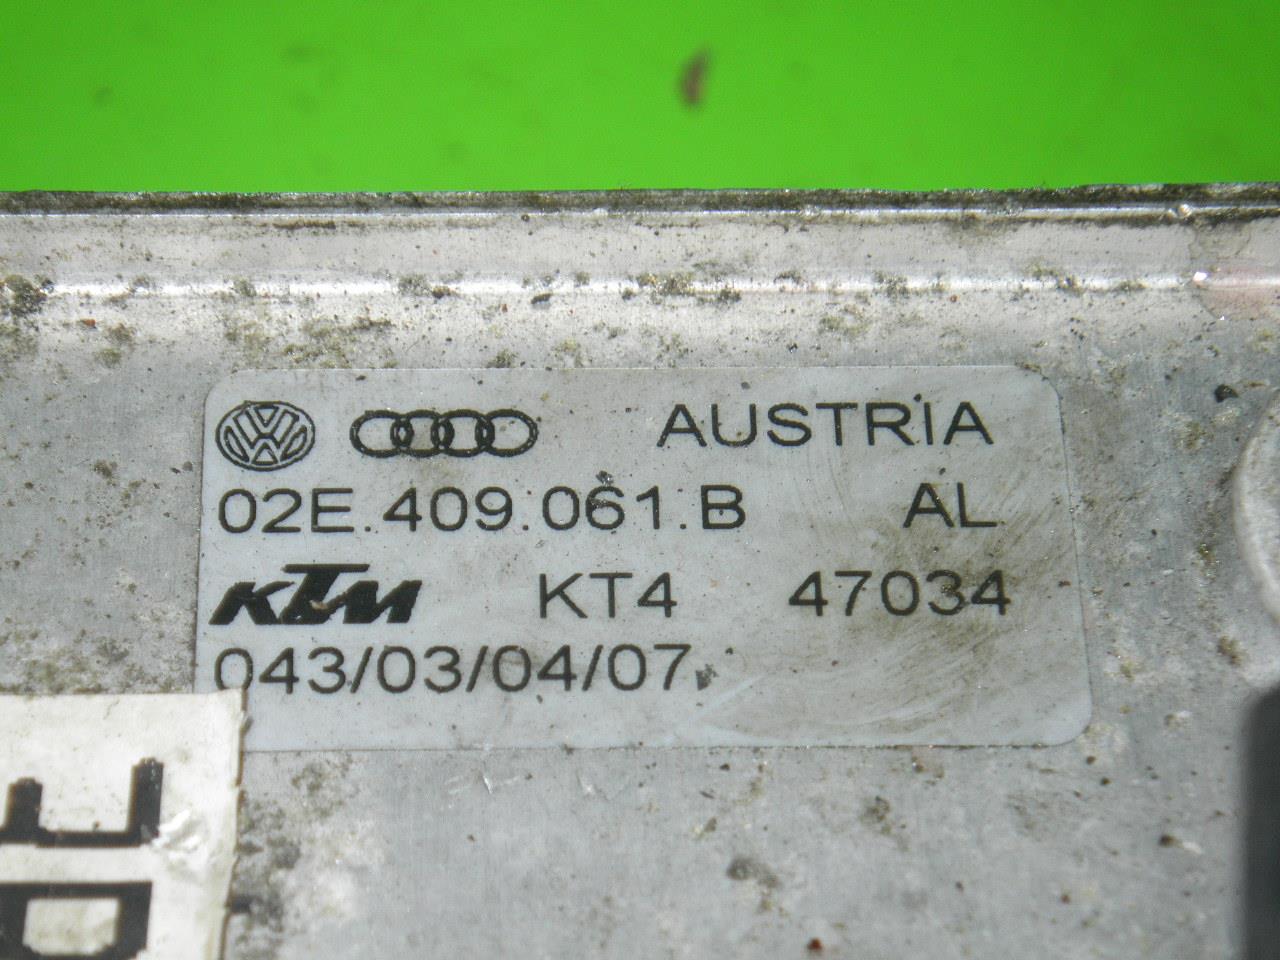 AUSTRIA
02E.409.061.B AL
KTM KT4 47034
043/03/04/07